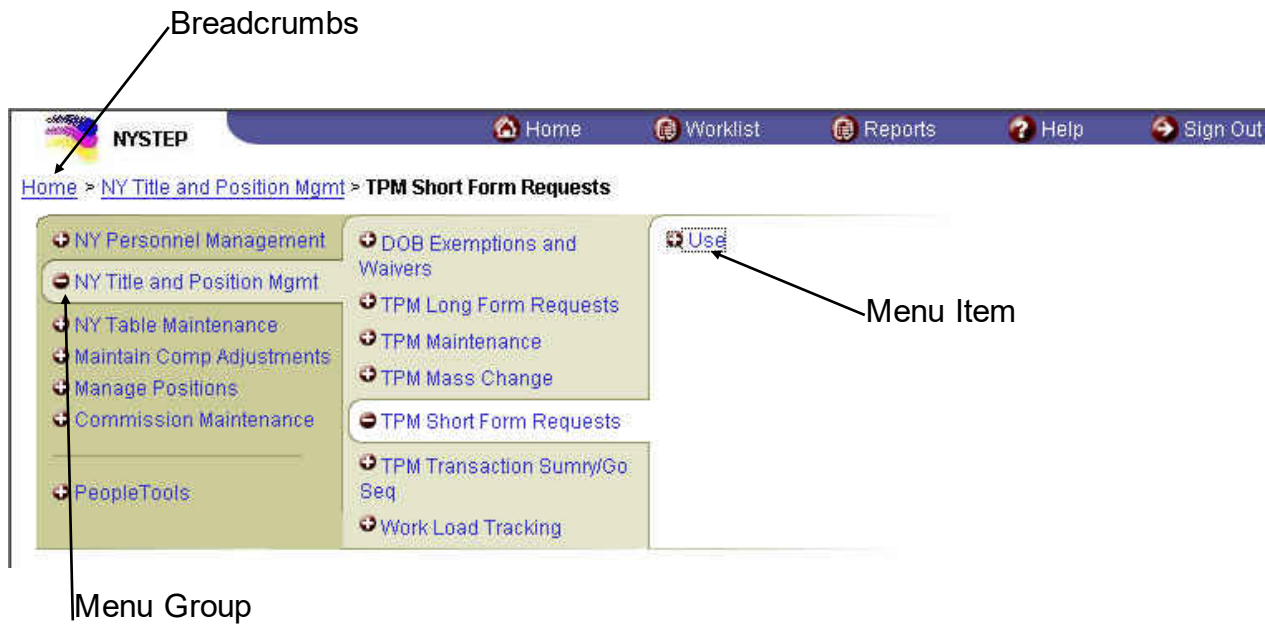 Breadcrumbs
NYSTEP
Home Worklist Reports Help Sign Out
Home > NY Title and Position Mgmt > TPM Short Form Requests
NY Personnel Management
NY Title and Position Mgmt
NY Table Maintenance
Maintain Comp Adjustments
Manage Positions
Commission Maintenance
PeopleTools
DOB Exemptions and
Waivers
TPM Long Form Requests
TPM Maintenance
TPM Mass Change
TPM Short Form Requests
TPM Transaction Sumry/Go
Seq
Work Load Tracking
Use
Menu Item
Menu Group